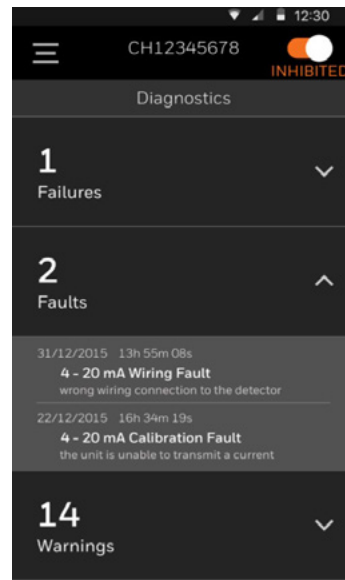 12:30
CH12345678
INHIBITED
Diagnostics
1
Failures
2
Faults
31/12/2015 13h 55m 08s
4 - 20 mA Wiring Fault
wrong wiring connection to the detector
22/12/2015 16h 34m 19s
4 - 20 mA Calibration Fault
the unit is unable to transmit a current
14
Warnings